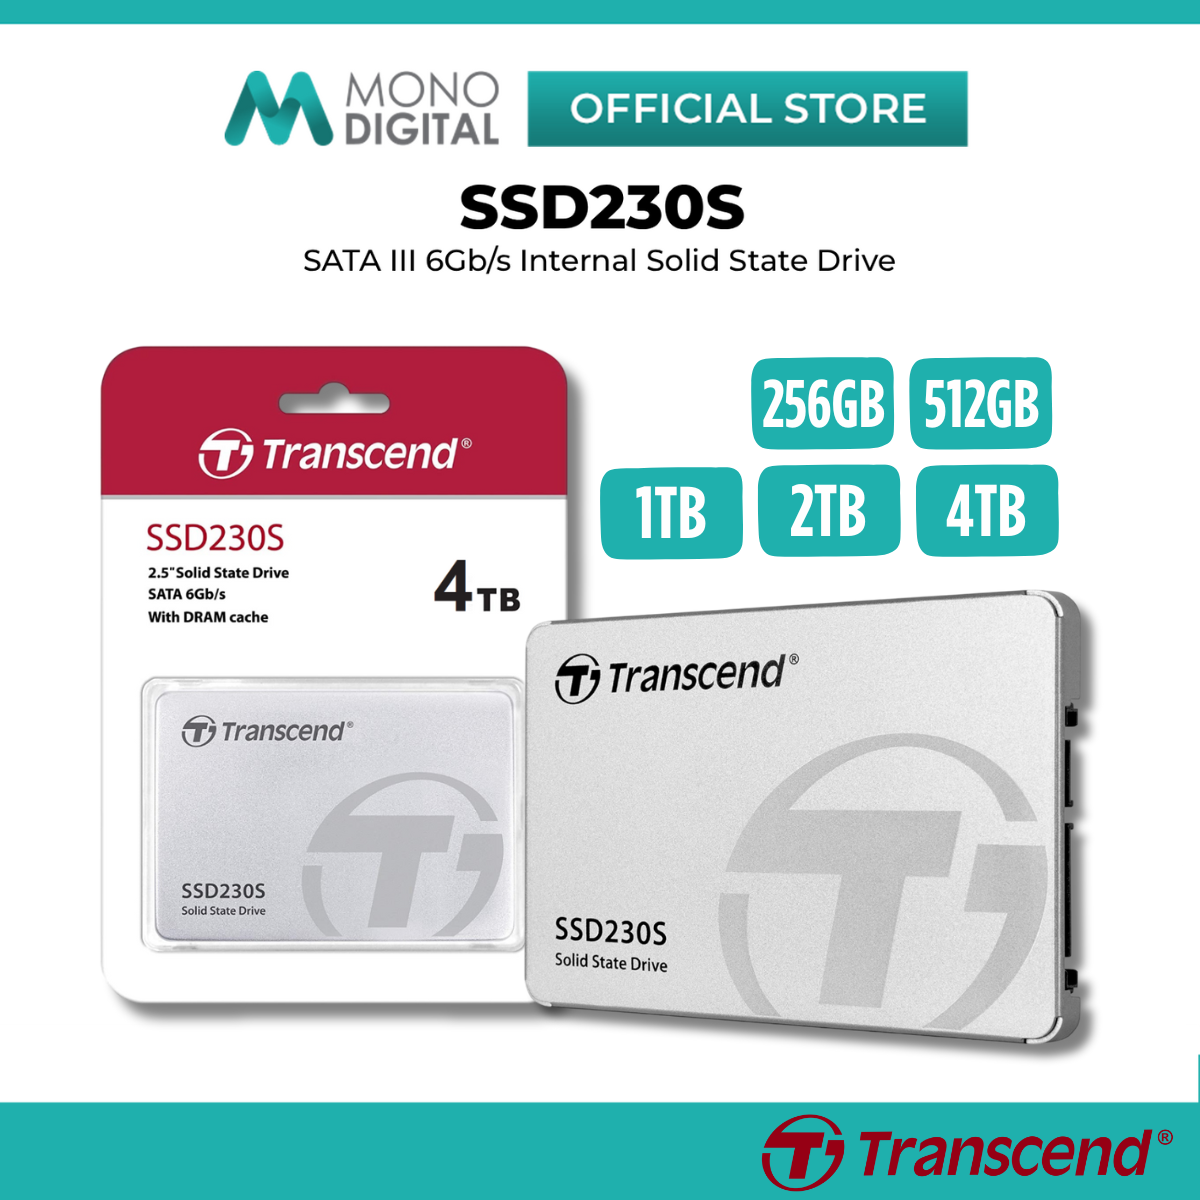 MONO
DIGITAL
OFFICIAL STORE
SSD230S
SATA III 6Gb/s Internal Solid State Drive
256GB 512GB
1TB 2TB 4TB
Transcend®
SSD230S
2.5"Solid State Drive
SATA 6Gb/s
With DRAM cache
4TB
Transcend®
SSD230S
Solid State Drive
Transcend®
SSD230S
Solid State Drive
Transcend®